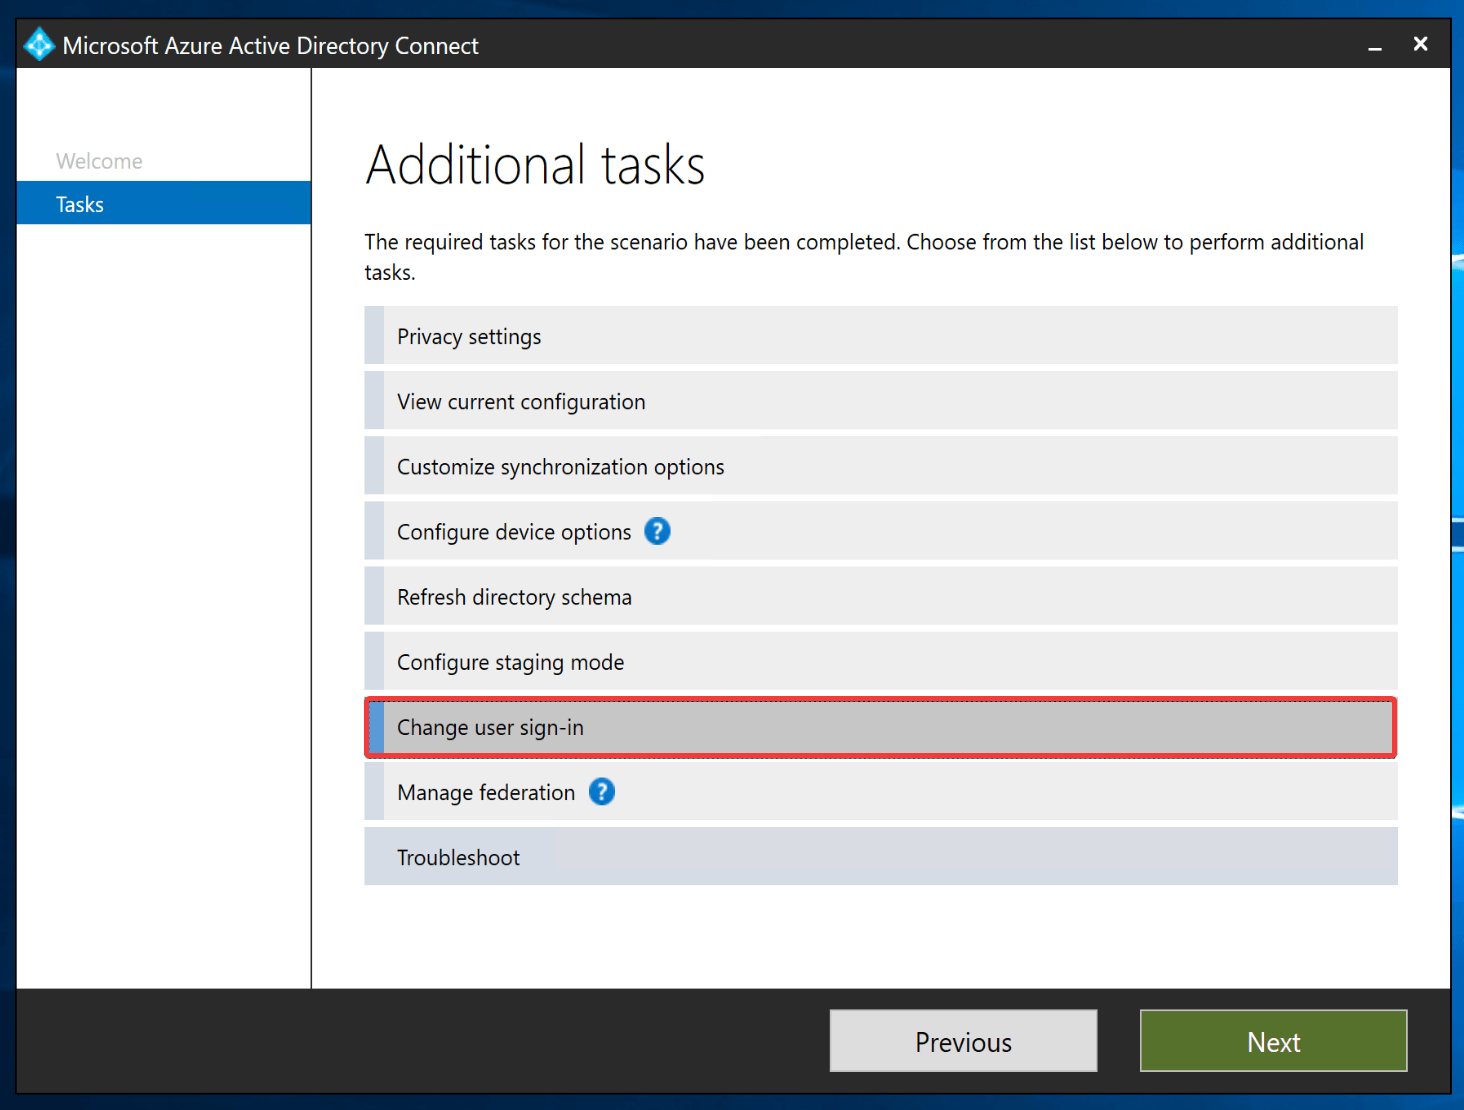 Microsoft Azure Active Directory Connect
Welcome
Tasks
Additional tasks
The required tasks for the scenario have been completed. Choose from the list below to perform additional
tasks.
Privacy settings
View current configuration
Customize synchronization options
Configure device options ?
Refresh directory schema
Configure staging mode
Change user sign-in
Manage federation ?
Troubleshoot
Previous
Next